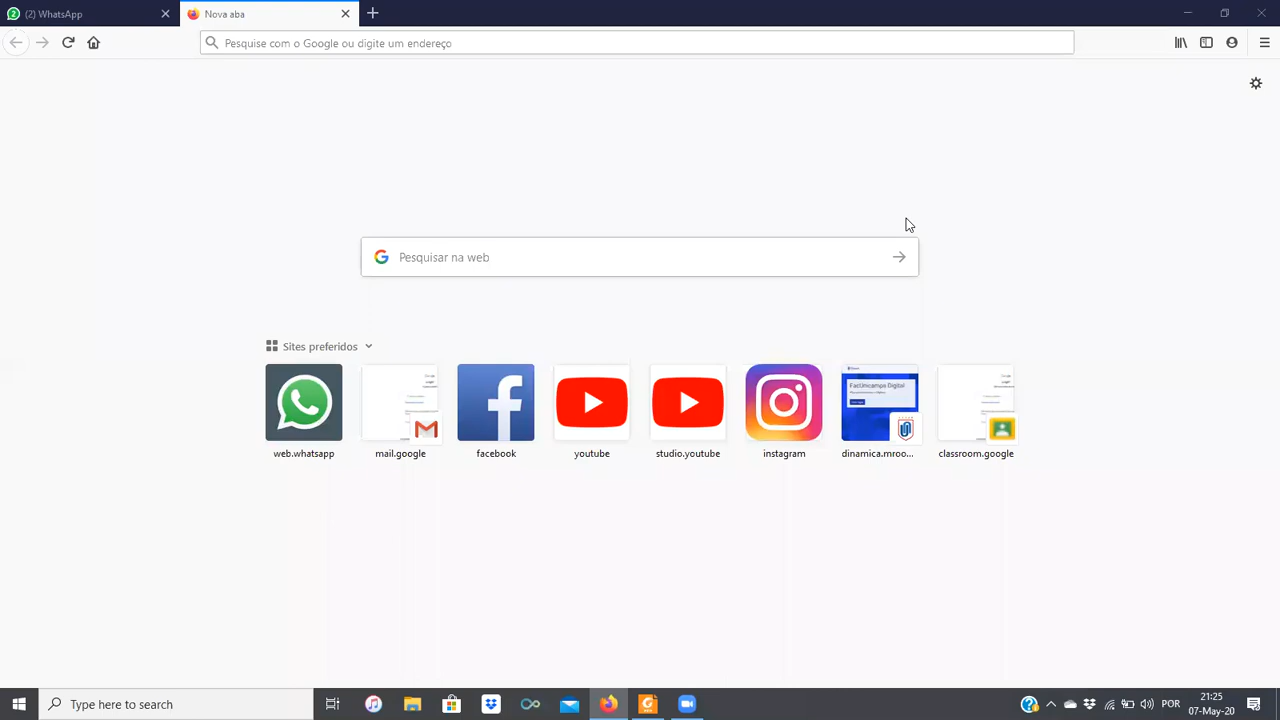 (2) WhatsApp
Nova aba
Pesquise com o Google ou digite um endereço
Pesquisar na web
Sites preferidos
FacUnicamps Digital
web.whatsapp
mail.google
facebook
youtube
studio.youtube
instagram
dinamica.mroo...
classroom.google
Type here to search
POR
21:25
07-May-20